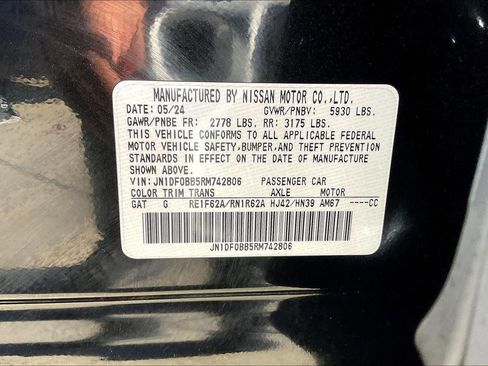 MANUFACTURED BY NISSAN MOTOR CO.,LTD.
DATE: 05/24 GVWR/PNBV: 5930 LBS.
GAWR/PNBE FR: 2778 LBS. RR: 3175 LBS.
THIS VEHICLE CONFORMS TO ALL APPLICABLE FEDERAL
MOTOR VEHICLE SAFETY,BUMPER,AND THEFT PREVENTION
STANDARDS IN EFFECT ON THE DATE OF MANUFACTURE
SHOWN ABOVE.
VIN: JN1DF0BB5RM742806 PASSENGER CAR
COLOR TRIM TRANS AXLE MOTOR
GAT G RE1F62A/RN1R62A HJ42/HN39 AM67 ----CC
JN1DF0BB5RM742806